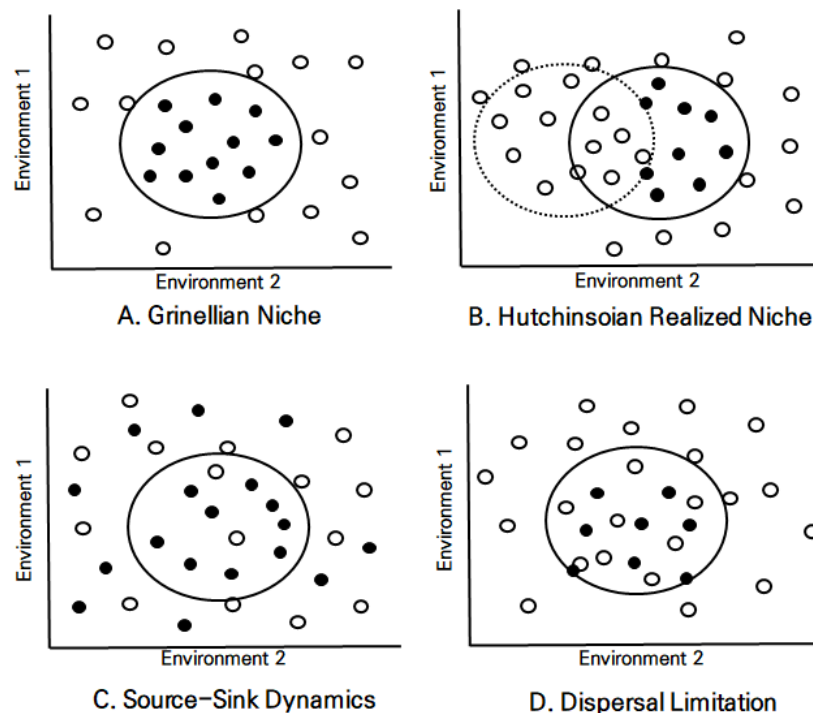 Environment 1
Environment 2
A. Grinellian Niche
Environment 1
Environment 2
B. Hutchinsoian Realized Niche
Environment 1
Environment 2
C. Source-Sink Dynamics
Environment 1
Environment 2
D. Dispersal Limitation